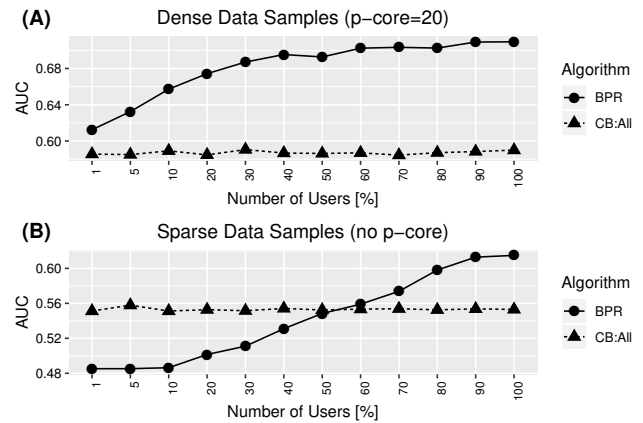 (A) Dense Data Samples (p−core=20)
AUC
0.68
0.64
0.60
1 5 10 20 30 40 50 60 70 80 90 100
Number of Users [%]
Algorithm
BPR
CB:All
(B) Sparse Data Samples (no p−core)
AUC
0.60
0.56
0.52
0.48
1 5 10 20 30 40 50 60 70 80 90 100
Number of Users [%]
Algorithm
BPR
CB:All